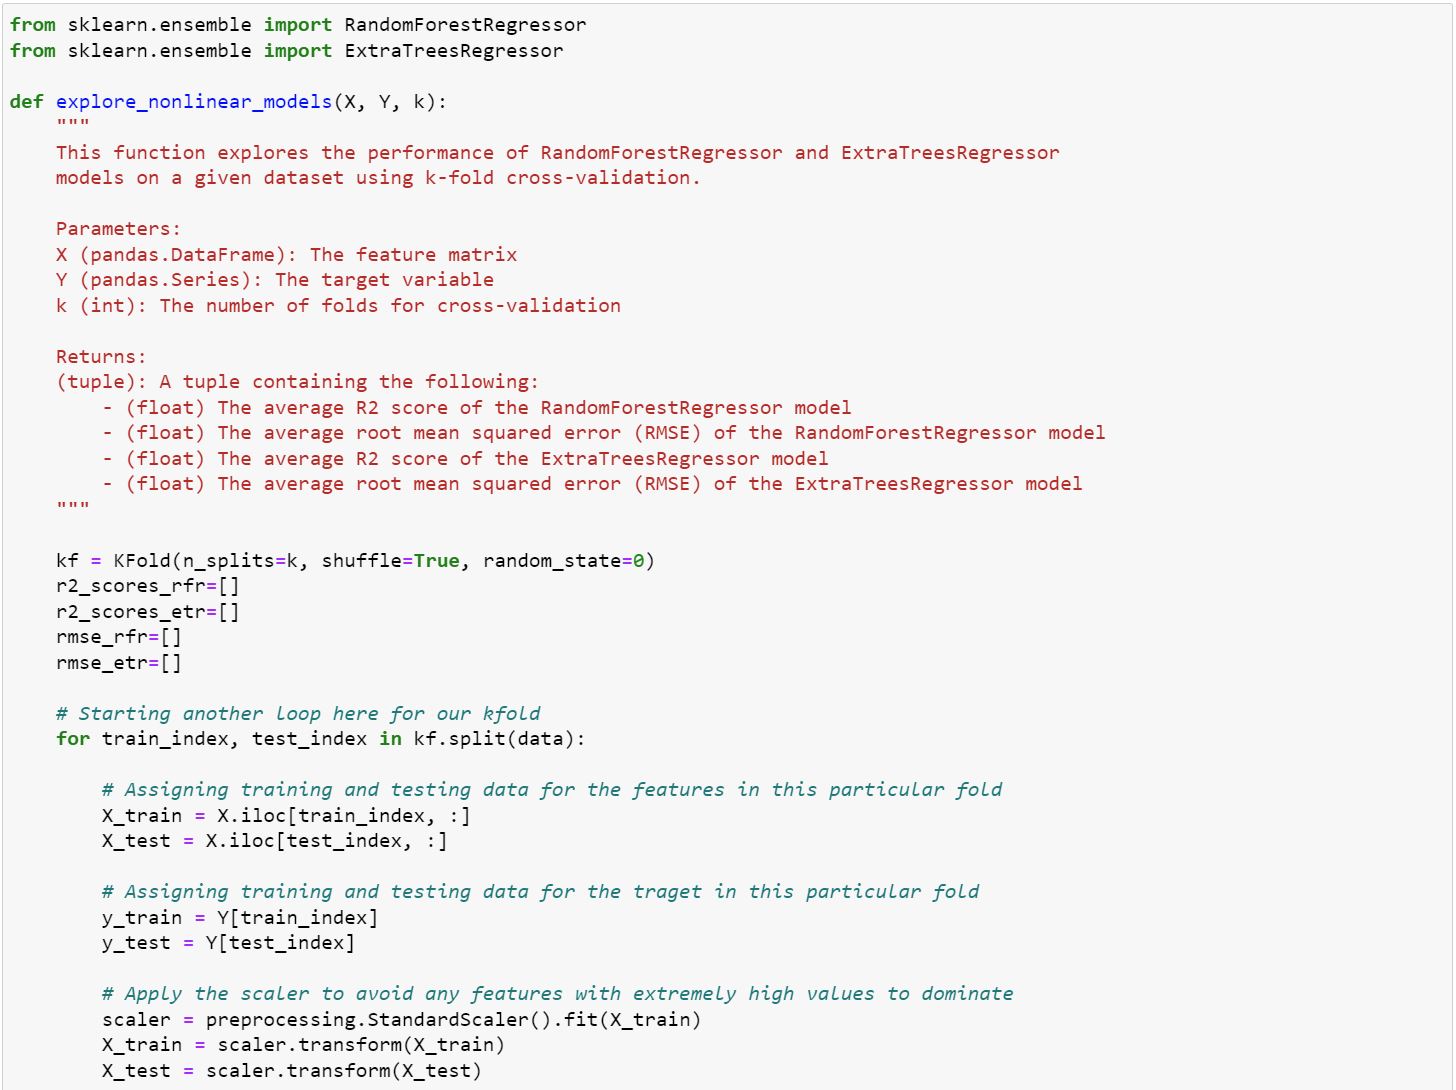 from sklearn.ensemble import RandomForestRegressor
from sklearn.ensemble import ExtraTreesRegressor

def explore_nonlinear_models(X, Y, k):
    """
    This function explores the performance of RandomForestRegressor and ExtraTreesRegressor
    models on a given dataset using k-fold cross-validation.

    Parameters:
    X (pandas.DataFrame): The feature matrix
    Y (pandas.Series): The target variable
    k (int): The number of folds for cross-validation

    Returns:
    (tuple): A tuple containing the following:
        - (float) The average R2 score of the RandomForestRegressor model
        - (float) The average root mean squared error (RMSE) of the RandomForestRegressor model
        - (float) The average R2 score of the ExtraTreesRegressor model
        - (float) The average root mean squared error (RMSE) of the ExtraTreesRegressor model
    """

    kf = KFold(n_splits=k, shuffle=True, random_state=0)
    r2_scores_rfr=[]
    r2_scores_etr=[]
    rmse_rfr=[]
    rmse_etr=[]

    # Starting another loop here for our kfold
    for train_index, test_index in kf.split(data):

        # Assigning training and testing data for the features in this particular fold
        X_train = X.iloc[train_index, :]
        X_test = X.iloc[test_index, :]

        # Assigning training and testing data for the traget in this particular fold
        y_train = Y[train_index]
        y_test = Y[test_index]

        # Apply the scaler to avoid any features with extremely high values to dominate
        scaler = preprocessing.StandardScaler().fit(X_train)
        X_train = scaler.transform(X_train)
        X_test = scaler.transform(X_test)